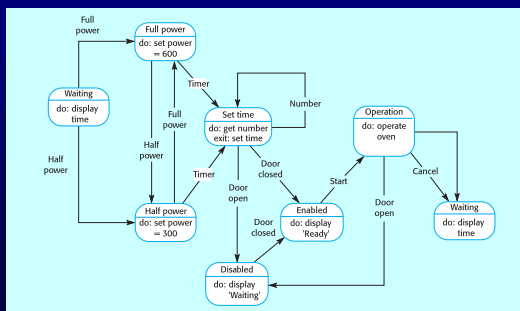 Full
power
Full power
do: set power
= 600
Timer
Waiting
do: display
time
Number
Full
power
Set time
do: get number
exit: set time
Operation
do: operate
oven
Half
power
Half
power
Timer
Door
closed
Door
open
Start
Cancel
Door
open
Half power
do: set power
= 300
Door
closed
Enabled
do: display
'Ready'
Waiting
do: display
time
Disabled
do: display
'Waiting'